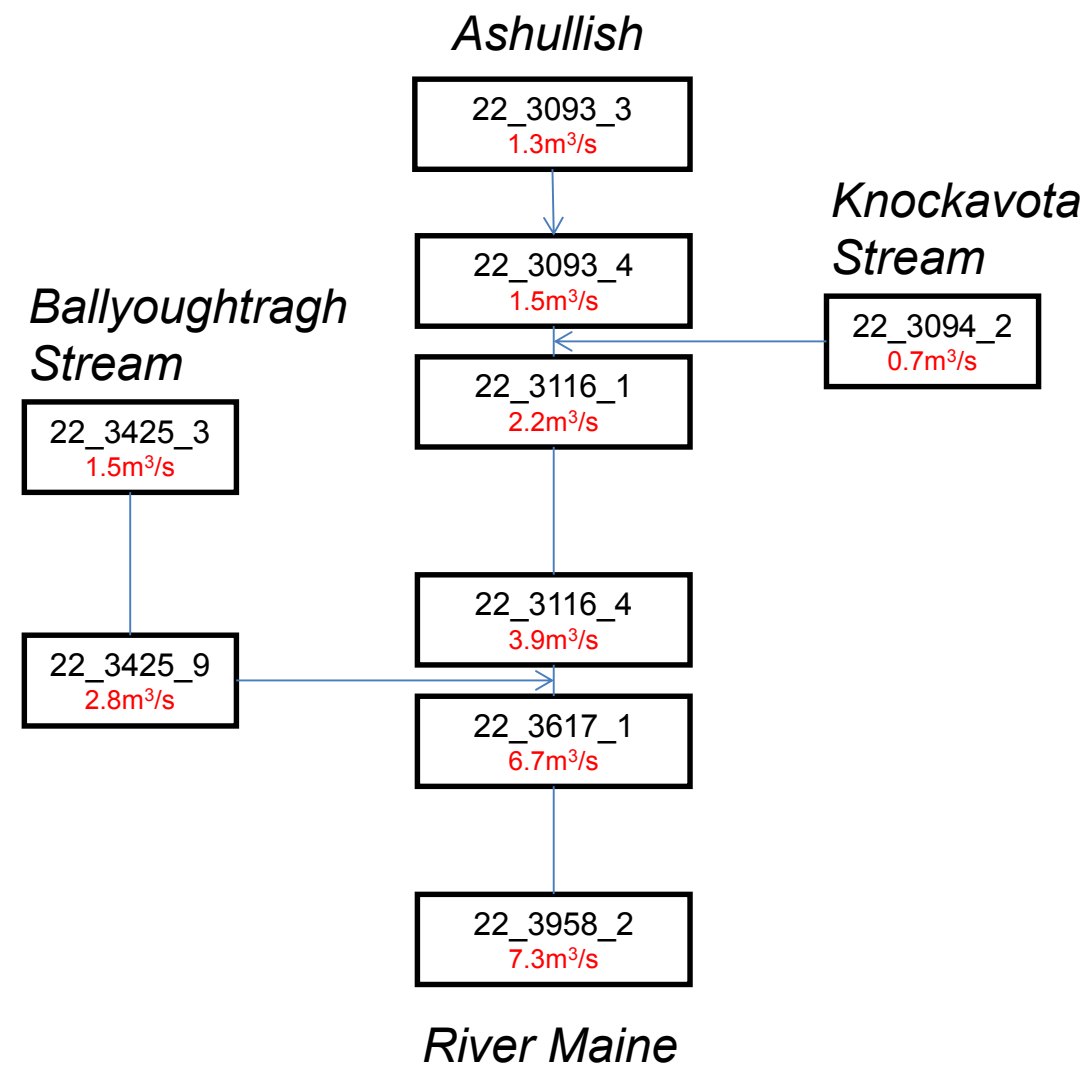 Ashullish
22_3093_3
1.3m³/s
Knockavota
Stream
22_3093_4
1.5m³/s
Ballyoughtragh
Stream
22_3094_2
0.7m³/s
22_3116_1
2.2m³/s
22_3425_3
1.5m³/s
22_3116_4
3.9m³/s
22_3425_9
2.8m³/s
22_3617_1
6.7m³/s
22_3958_2
7.3m³/s
River Maine